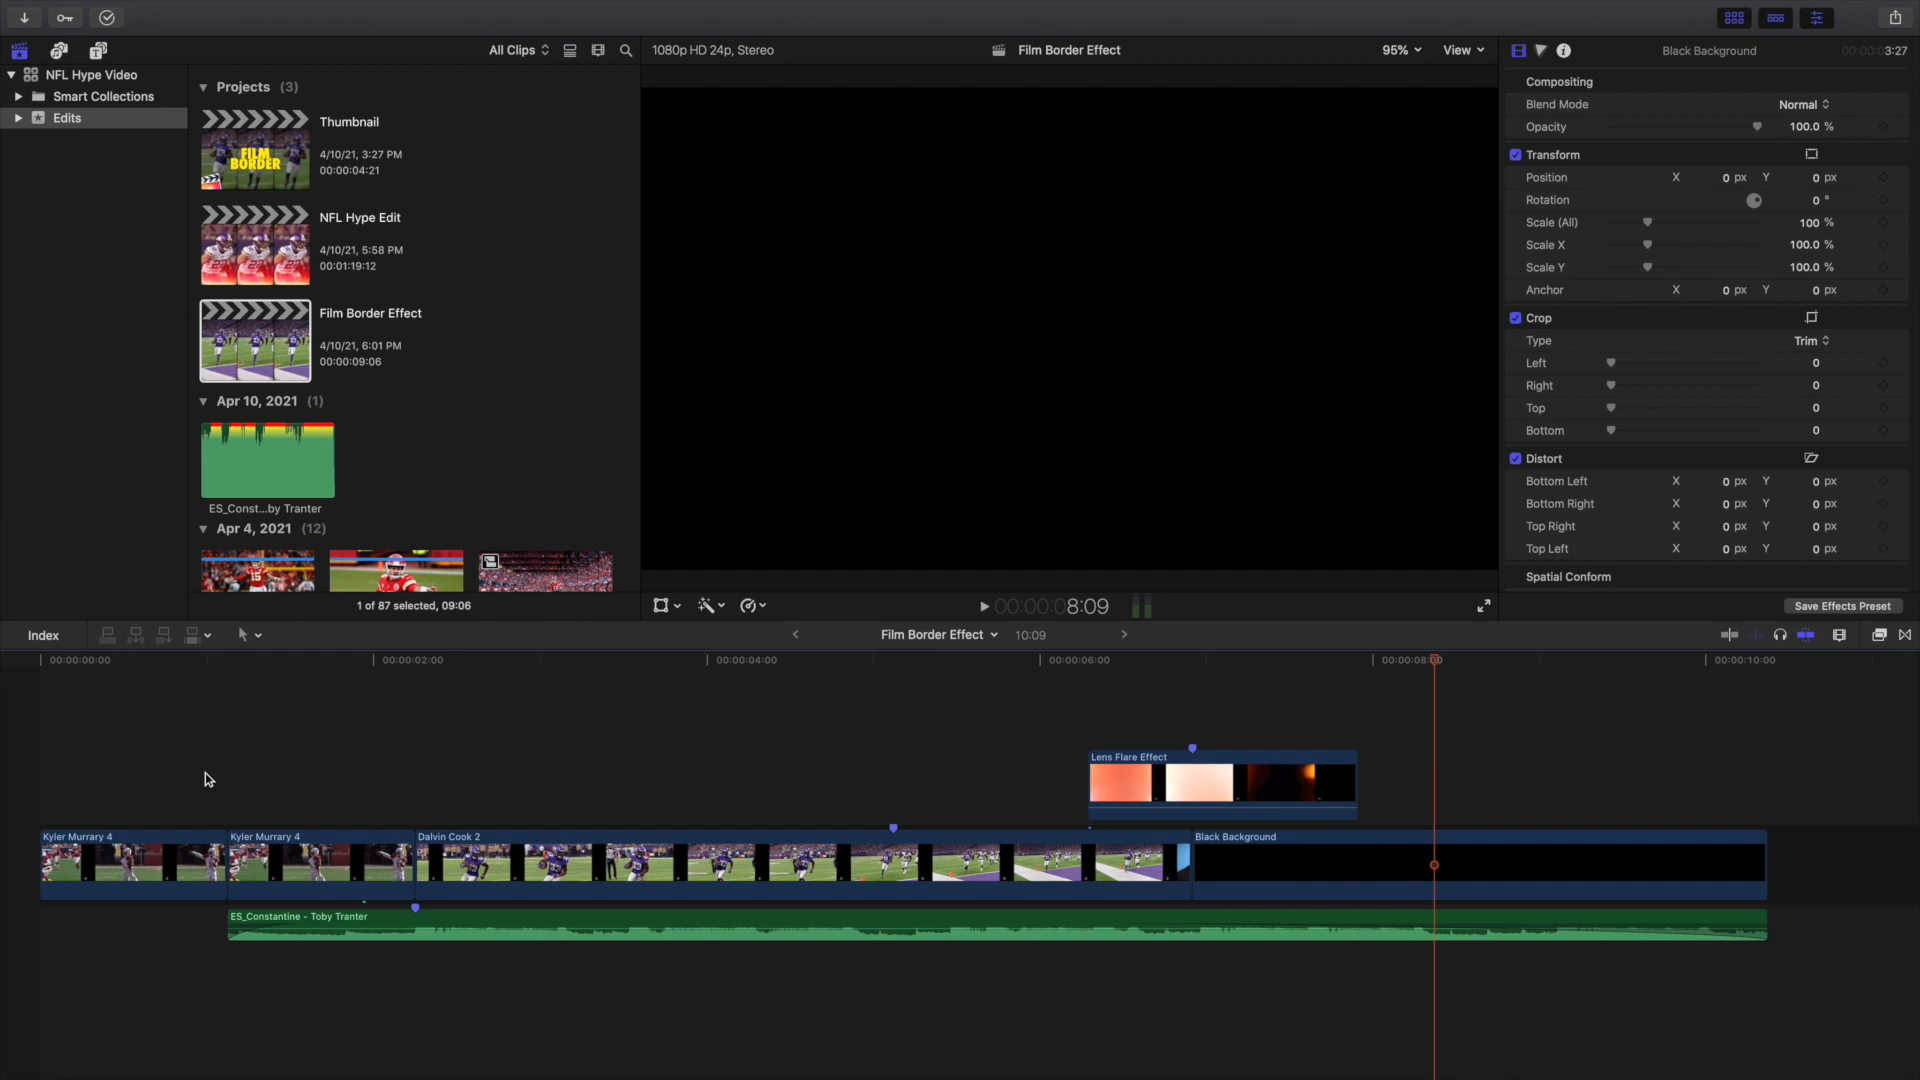 All Clips
1080p HD 24p, Stereo
Film Border Effect
95%
View
Black Background
00:00:03:27
NFL Hype Video
Smart Collections
Edits
Projects (3)
Thumbnail
4/10/21, 3:27 PM
00:00:04:21
FILM
BORDER
NFL Hype Edit
4/10/21, 5:58 PM
00:01:19:12
Film Border Effect
4/10/21, 6:01 PM
00:00:09:06
Apr 10, 2021 (1)
ES_Const...by Tranter
Apr 4, 2021 (12)
1 of 87 selected, 09:06
00:00:08:09
Compositing
Blend Mode Normal
Opacity 100.0 %
Transform
Position X 0 px Y 0 px
Rotation 0 °
Scale (All) 100 %
Scale X 100.0 %
Scale Y 100.0 %
Anchor X 0 px Y 0 px
Crop
Type Trim
Left 0
Right 0
Top 0
Bottom 0
Distort
Bottom Left X 0 px Y 0 px
Bottom Right X 0 px Y 0 px
Top Right X 0 px Y 0 px
Top Left X 0 px Y 0 px
Spatial Conform
Save Effects Preset
Index
Film Border Effect 10:09
00:00:00:00 00:00:02:00 00:00:04:00 00:00:06:00 00:00:08:00 00:00:10:00
Lens Flare Effect
Kyler Murrary 4
Kyler Murrary 4
Dalvin Cook 2
Black Background
ES_Constantine - Toby Tranter